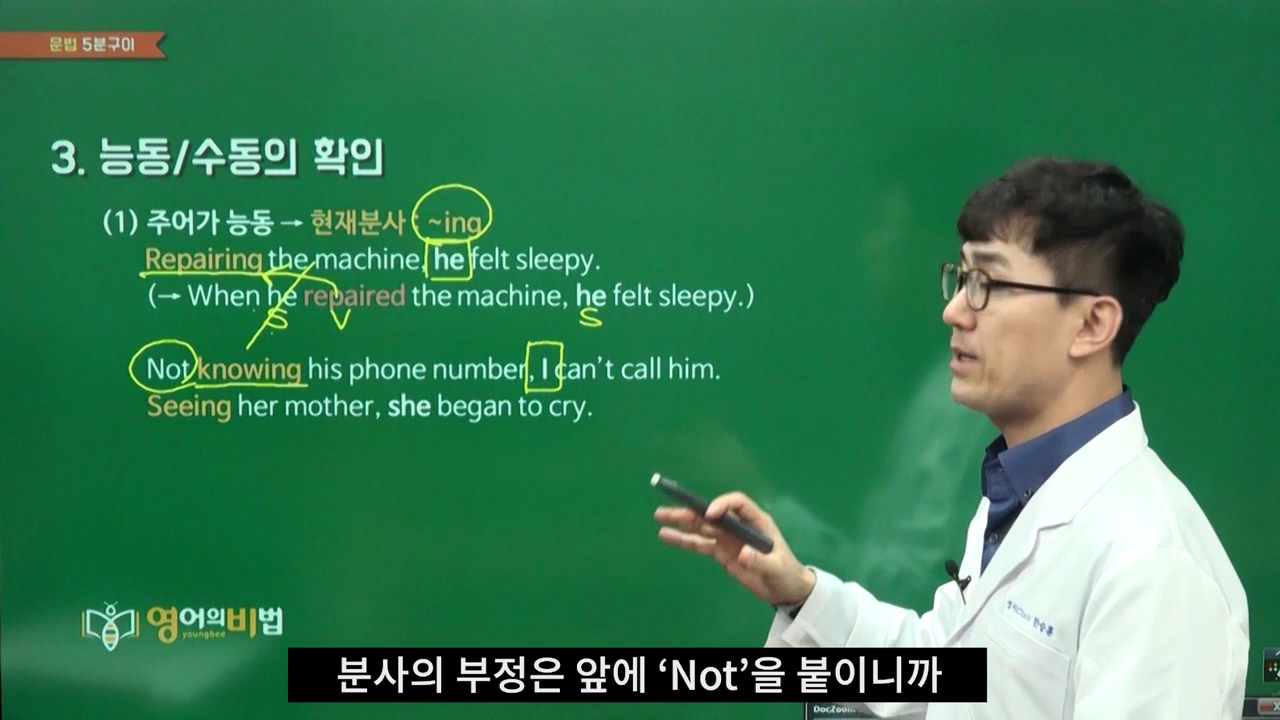 문법 5분구이
3. 능동/수동의 확인
(1) 주어가 능동 → 현재분사 : ~ing
Repairing the machine, he felt sleepy.
(→ When he repaired the machine, he felt sleepy.)
S V S
Not knowing his phone number, I can't call him.
Seeing her mother, she began to cry.
영어의비법
youngbee
분사의 부정은 앞에 ‘Not’을 붙이니까
DocZoom